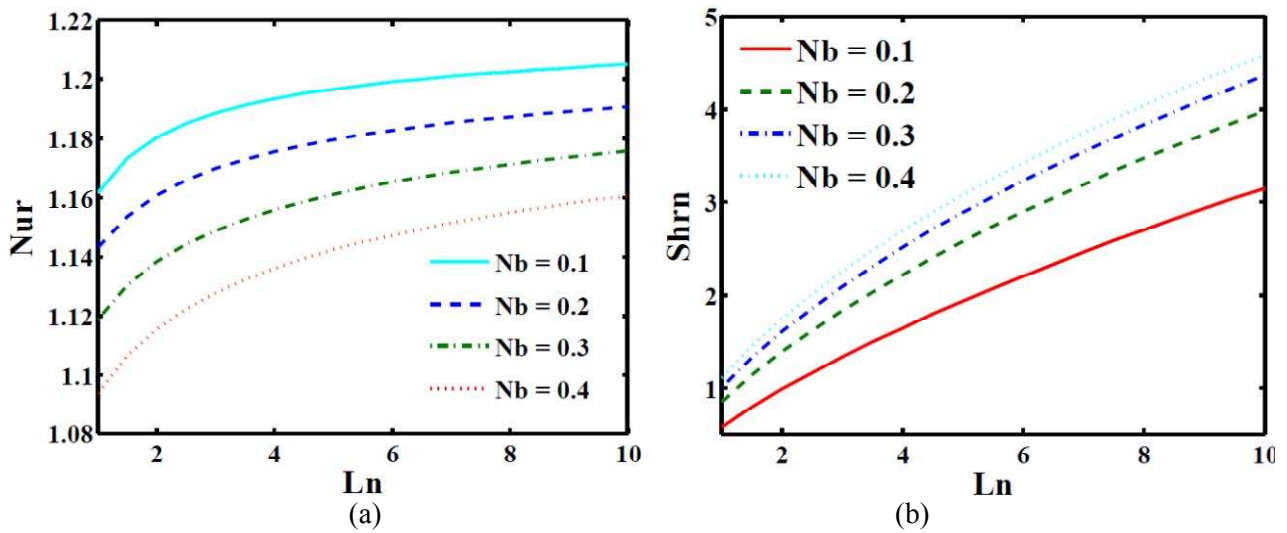 1.22
1.2
1.18
1.16
1.14
1.12
1.1
1.08
Nur
Nb = 0.1
Nb = 0.2
Nb = 0.3
Nb = 0.4
2
4
6
8
10
Ln
(a)
5
4
3
2
1
Shrn
Nb = 0.1
Nb = 0.2
Nb = 0.3
Nb = 0.4
2
4
6
8
10
Ln
(b)